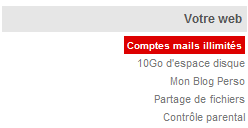 Votre web
Comptes mails illimités
10Go d'espace disque
Mon Blog Perso
Partage de fichiers
Contrôle parental